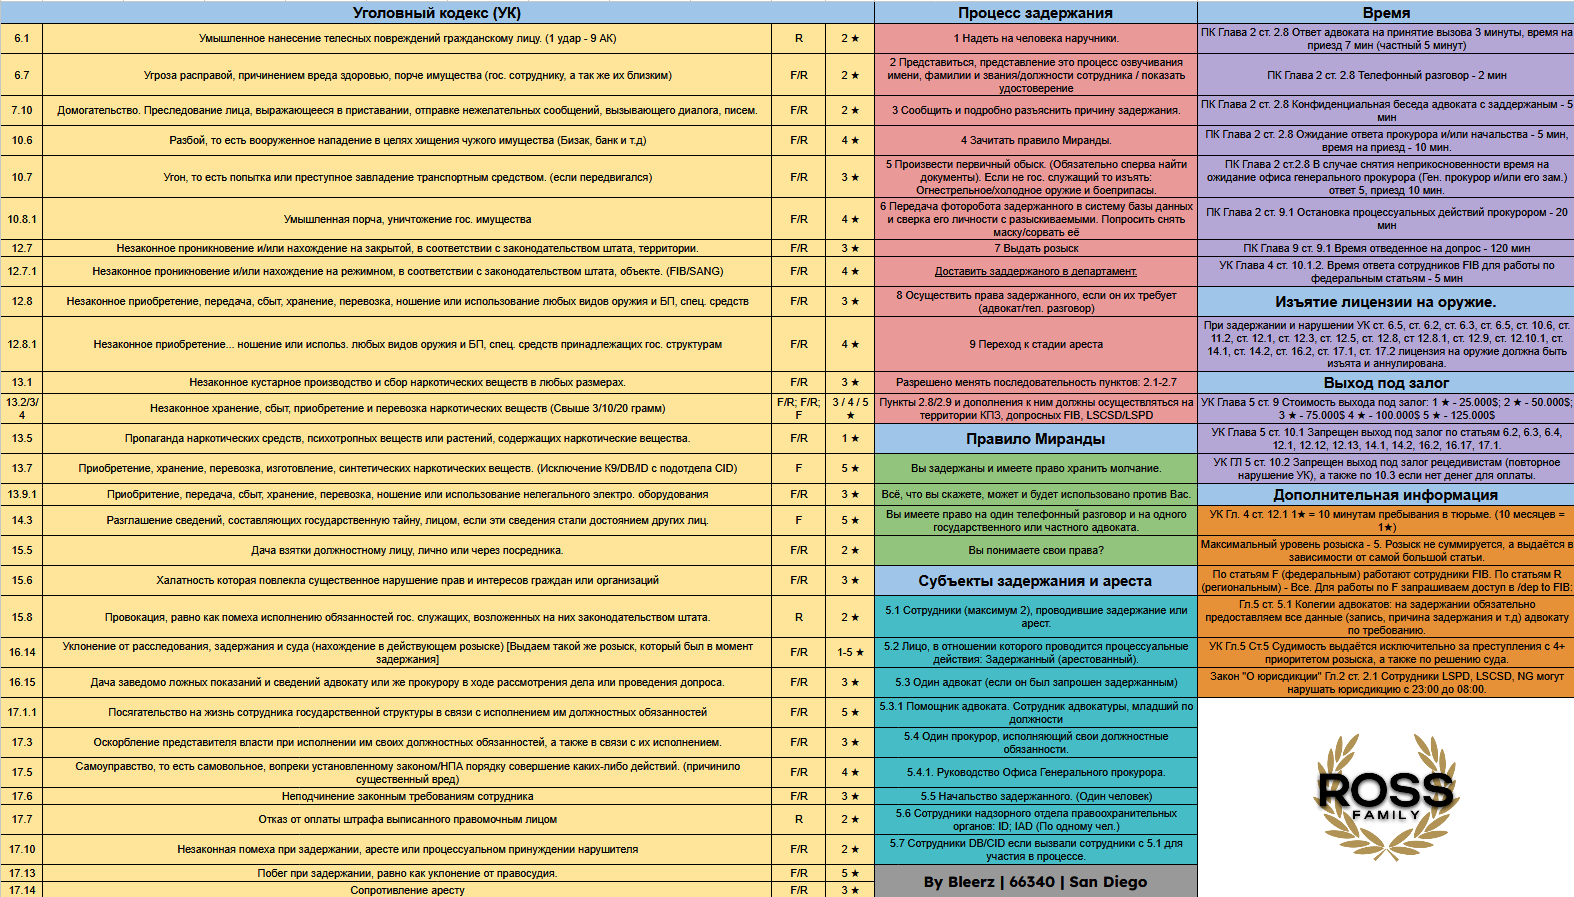 Уголовный кодекс (УК)
6.1 Умышленное нанесение телесных повреждений гражданскому лицу. (1 удар - 9 АК) R 2 ★
6.7 Угроза расправой, причинением вреда здоровью, порче имущества (гос. сотруднику, а так же их близким) F/R 2 ★
7.10 Домогательство. Преследование лица, выражающееся в приставании, отправке нежелательных сообщений, вызывающего диалога, писем. F/R 2 ★
10.6 Разбой, то есть вооруженное нападение в целях хищения чужого имущества (Бизак, банк и т.д) F/R 4 ★
10.7 Угон, то есть попытка или преступное завладение транспортным средством. (если передвигался) F/R 3 ★
10.8.1 Умышленная порча, уничтожение гос. имущества F/R 4 ★
12.7 Незаконное проникновение и/или нахождение на закрытой, в соответствии с законодательством штата, территории. F/R 3 ★
12.7.1 Незаконное проникновение и/или нахождение на режимном, в соответствии с законодательством штата, объекте. (FIB/SANG) F/R 4 ★
12.8 Незаконное приобретение, передача, сбыт, хранение, перевозка, ношение или использование любых видов оружия и БП, спец. средств F/R 3 ★
12.8.1 Незаконное приобретение... ношение или использ. любых видов оружия и БП, спец. средств принадлежащих гос. структурам F/R 4 ★
13.1 Незаконное кустарное производство и сбор наркотических веществ в любых размерах. F/R 3 ★
13.2/3/
4 Незаконное хранение, сбыт, приобретение и перевозка наркотических веществ (Свыше 3/10/20 грамм) F/R; F/R;
F 3 / 4 / 5
★
13.5 Пропаганда наркотических средств, психотропных веществ или растений, содержащих наркотические вещества. F/R 1 ★
13.7 Приобретение, хранение, перевозка, изготовление, синтетических наркотических веществ. (Исключение K9/DB/ID с подотдела CID) F 5 ★
13.9.1 Приобритение, передача, сбыт, хранение, перевозка, ношение или использование нелегального электро. оборудования F/R 3 ★
14.3 Разглашение сведений, составляющих государственную тайну, лицом, если эти сведения стали достоянием других лиц. F 5 ★
15.5 Дача взятки должностному лицу, лично или через посредника. F/R 2 ★
15.6 Халатность которая повлекла существенное нарушение прав и интересов граждан или организаций F/R 3 ★
15.8 Провокация, равно как помеха исполнению обязанностей гос. служащих, возложенных на них законодательством штата. R 2 ★
16.14 Уклонение от расследования, задержания и суда (нахождение в действующем розыске) [Выдаем такой же розыск, который был в момент
задержания] F/R 1-5 ★
16.15 Дача заведомо ложных показаний и сведений адвокату или же прокурору в ходе рассмотрения дела или проведения допроса. F/R 3 ★
17.1.1 Посягательство на жизнь сотрудника государственной структуры в связи с исполнением им должностных обязанностей F/R 5 ★
17.3 Оскорбление представителя власти при исполнении им своих должностных обязанностей, а также в связи с их исполнением. F/R 3 ★
17.5 Самоуправство, то есть самовольное, вопреки установленному законом/НПА порядку совершение каких-либо действий. (причинило
существенный вред) F/R 4 ★
17.6 Неподчинение законным требованиям сотрудника F/R 3 ★
17.7 Отказ от оплаты штрафа выписанного правомочным лицом R 2 ★
17.10 Незаконная помеха при задержании, аресте или процессуальном принуждении нарушителя F/R 2 ★
17.13 Побег при задержании, равно как уклонение от правосудия. F/R 5 ★
17.14 Сопротивление аресту F/R 3 ★
Процесс задержания
1 Надеть на человека наручники.
2 Представиться, представление это процесс озвучивания
имени, фамилии и звания/должности сотрудника / показать
удостоверение
3 Сообщить и подробно разъяснить причину задержания.
4 Зачитать правило Миранды.
5 Произвести первичный обыск. (Обязательно сперва найти
документы). Если не гос. служащий то изъять:
Огнестрельное/холодное оружие и боеприпасы.
6 Передача фоторобота задержанного в систему базы данных
и сверка его личности с разыскиваемыми. Попросить снять
маску/сорвать её
7 Выдать розыск
Доставить заддержаного в департамент.
8 Осуществить права задержанного, если он их требует
(адвокат/тел. разговор)
9 Переход к стадии ареста
Разрешено менять последовательность пунктов: 2.1-2.7
Пункты 2.8/2.9 и дополнения к ним должны осуществляться на
территории КПЗ, допросных FIB, LSCSD/LSPD
Правило Миранды
Вы задержаны и имеете право хранить молчание.
Всё, что вы скажете, может и будет использовано против Вас.
Вы имеете право на один телефонный разговор и на одного
государственного или частного адвоката.
Вы понимаете свои права?
Субъекты задержания и ареста
5.1 Сотрудники (максимум 2), проводившие задержание или
арест.
5.2 Лицо, в отношении которого проводится процессуальные
действия: Задержанный (арестованный).
5.3 Один адвокат (если он был запрошен задержанным)
5.3.1 Помощник адвоката. Сотрудник адвокатуры, младший по
должности
5.4 Один прокурор, исполняющий свои должностные
обязанности.
5.4.1. Руководство Офиса Генерального прокурора.
5.5 Начальство задержанного. (Один человек)
5.6 Сотрудники надзорного отдела правоохранительных
органов: ID; IAD (По одному чел.)
5.7 Сотрудники DB/CID если вызвали сотрудники с 5.1 для
участия в процессе.
By Bleerz | 66340 | San Diego
Время
ПК Глава 2 ст. 2.8 Ответ адвоката на принятие вызова 3 минуты, время на
приезд 7 мин (частный 5 минут)
ПК Глава 2 ст. 2.8 Телефонный разговор - 2 мин
ПК Глава 2 ст. 2.8 Конфиденциальная беседа адвоката с заддержаным - 5
мин
ПК Глава 2 ст. 2.8 Ожидание ответа прокурора и/или начальства - 5 мин,
время на приезд - 10 мин.
ПК Глава 2 ст.2.8 В случае снятия неприкосновенности время на
ожидание офиса генерального прокурора (Ген. прокурор и/или его зам.)
ответ 5, приезд 10 мин.
ПК Глава 2 ст. 9.1 Остановка процессуальных действий прокурором - 20
мин
ПК Глава 9 ст. 9.1 Время отведенное на допрос - 120 мин
УК Глава 4 ст. 10.1.2. Время ответа сотрудников FIB для работы по
федеральным статьям - 5 мин
Изъятие лицензии на оружие.
При задержании и нарушении УК ст. 6.5, ст. 6.2, ст. 6.3, ст. 6.5, ст. 10.6, ст.
11.2, ст. 12.1, ст. 12.3, ст. 12.5, ст. 12.8, ст 12.8.1, ст. 12.9, ст. 12.10.1, ст.
14.1, ст. 14.2, ст. 16.2, ст. 17.1, ст. 17.2 лицензия на оружие должна быть
изъята и аннулирована.
Выход под залог
УК Глава 5 ст. 9 Стоимость выхода под залог: 1 ★ - 25.000$; 2 ★ - 50.000$;
3 ★ - 75.000$ 4 ★ - 100.000$ 5 ★ - 125.000$
УК Глава 5 ст. 10.1 Запрещен выход под залог по статьям 6.2, 6.3, 6.4,
12.1, 12.12, 12.13, 14.1, 14.2, 16.2, 16.17, 17.1.
УК ГЛ 5 ст. 10.2 Запрещен выход под залог рецедивистам (повторное
нарушение УК), а также по 10.3 если нет денег для оплаты.
Дополнительная информация
УК Гл. 4 ст. 12.1 1★ = 10 минутам пребывания в тюрьме. (10 месяцев =
1★)
Максимальный уровень розыска - 5. Розыск не суммируется, а выдаётся в
зависимости от самой большой статьи.
По статьям F (федеральным) работают сотрудники FIB. По статьям R
(региональным) - Все. Для работы по F запрашиваем доступ в /dep to FIB:
Гл.5 ст. 5.1 Колегии адвокатов: на задержании обязательно
предоставляем все данные (запись, причина задержания и т.д) адвокату
по требованию.
УК Гл.5 Ст.5 Судимость выдаётся исключительно за преступления с 4+
приоритетом розыска, а также по решению суда.
Закон "О юрисдикции" Гл.2 ст. 2.1 Сотрудники LSPD, LSCSD, NG могут
нарушать юрисдикцию с 23:00 до 08:00.
ROSS
FAMILY